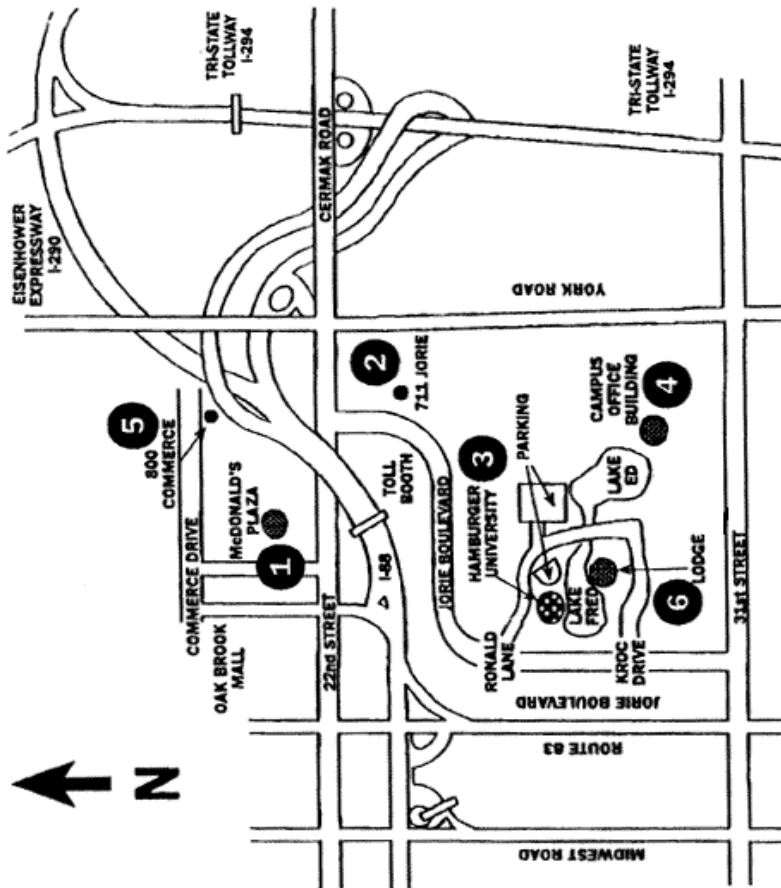 N
EISENHOWER
EXPRESSWAY
I-290
5
800
COMMERCE
COMMERCE DRIVE
TRI-STATE
TOLLWAY
I-294
OAK BROOK
MALL
McDONALD'S
PLAZA
1
22nd STREET
CERMAK ROAD
I-88
TOLL
BOOTH
2
711 JORIE
JORIE BOULEVARD
HAMBURGER
UNIVERSITY
3
PARKING
RONALD
LANE
LAKE
FRED
LAKE
ED
CAMPUS
OFFICE
BUILDING
4
KROC
DRIVE
6
LODGE
MIDWEST ROAD
ROUTE 83
JORIE BOULEVARD
YORK ROAD
TRI-STATE
TOLLWAY
I-294
31st STREET